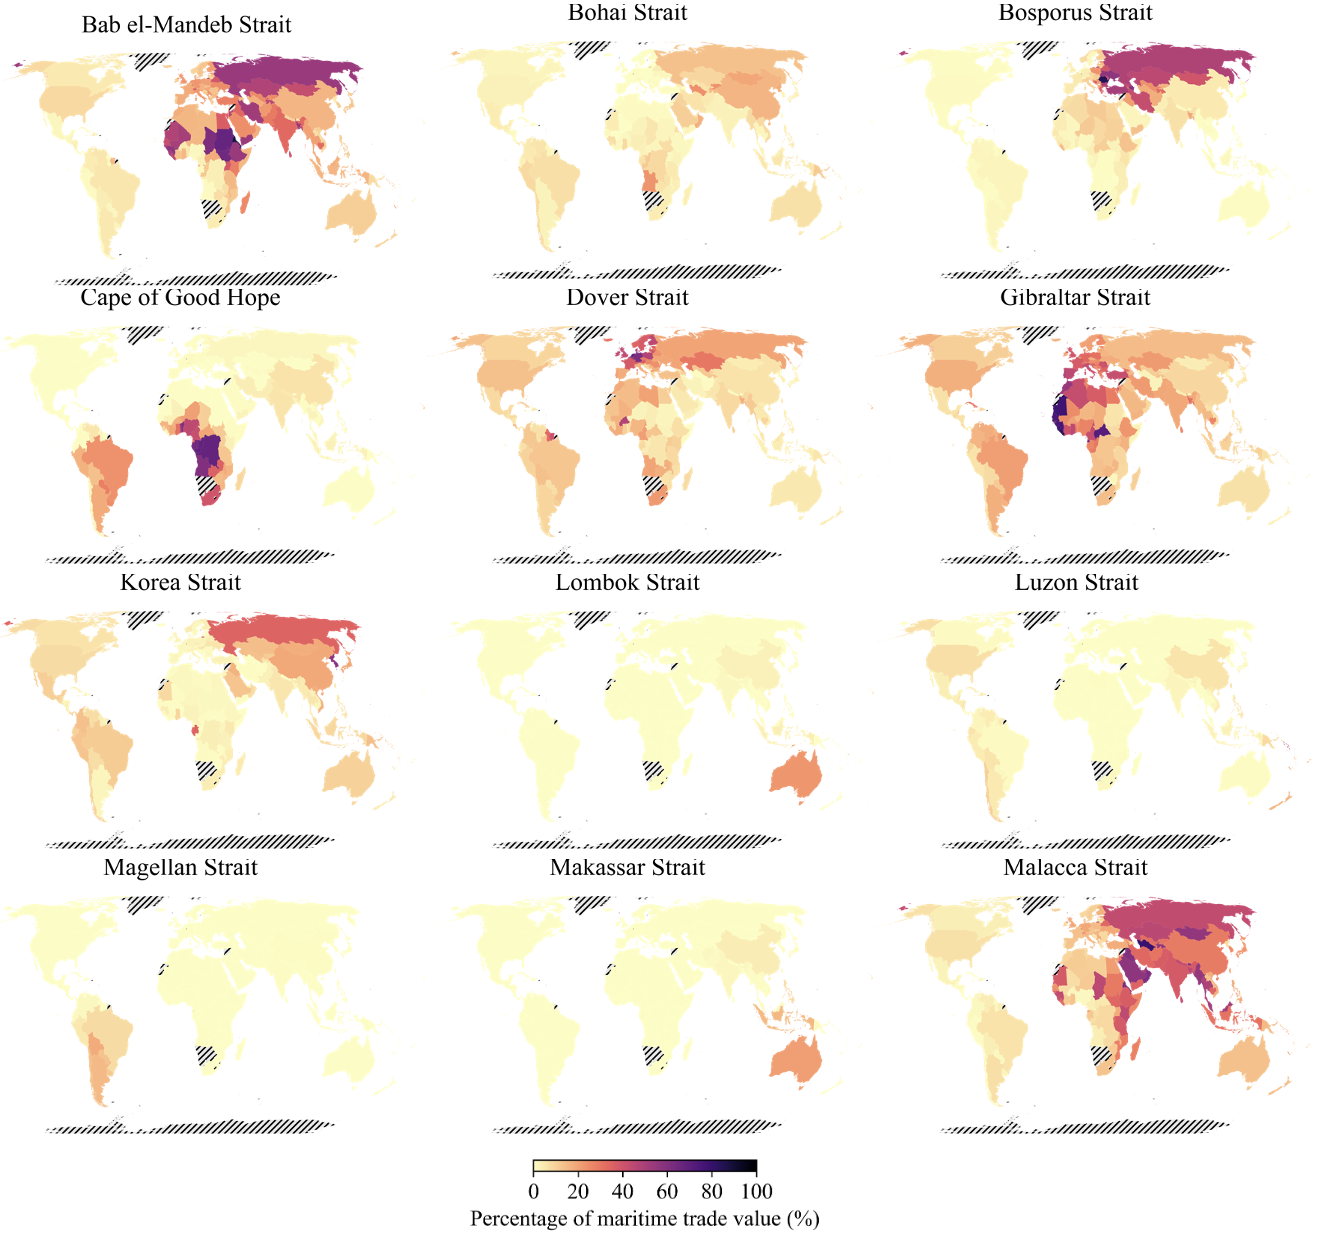 Bab el-Mandeb Strait
Bohai Strait
Bosporus Strait
Cape of Good Hope
Dover Strait
Gibraltar Strait
Korea Strait
Lombok Strait
Luzon Strait
Magellan Strait
Makassar Strait
Malacca Strait
0 20 40 60 80 100
Percentage of maritime trade value (%)